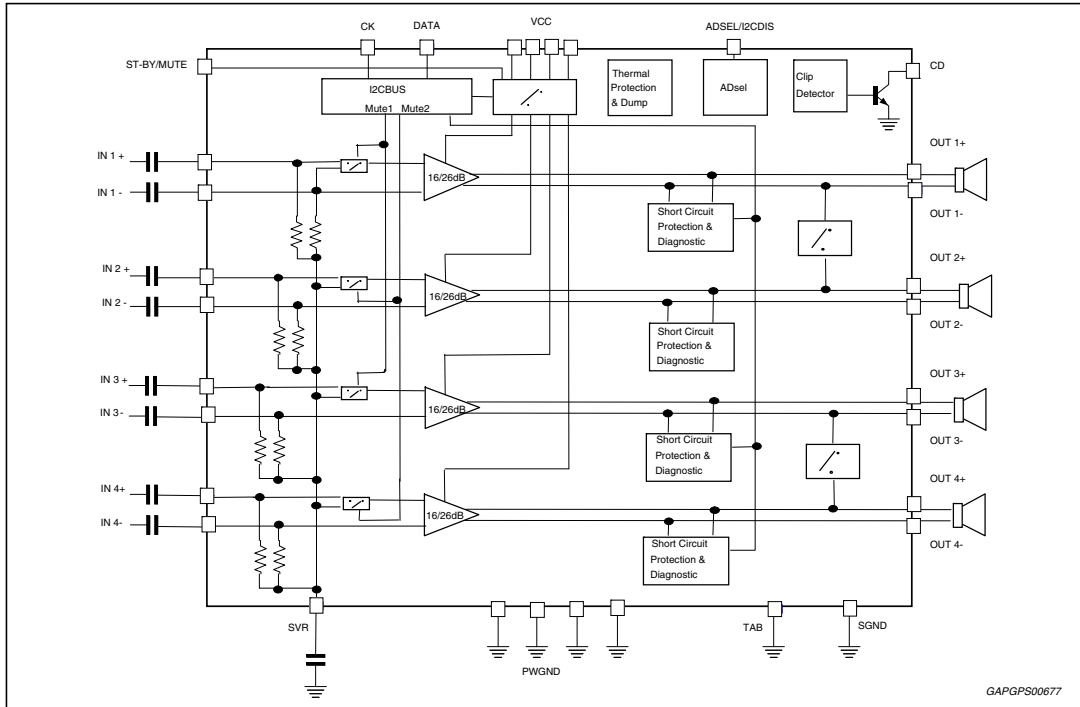 CK
DATA
VCC
ADSEL/I2CDIS
ST-BY/MUTE
CD
I2CBUS
Mute1 Mute2
Thermal
Protection
& Dump
ADsel
Clip
Detector
IN 1 +
IN 1 -
16/26dB
Short Circuit
Protection &
Diagnostic
OUT 1+
OUT 1-
IN 2 +
IN 2 -
16/26dB
Short Circuit
Protection &
Diagnostic
OUT 2+
OUT 2-
IN 3 +
IN 3-
16/26dB
Short Circuit
Protection &
Diagnostic
OUT 3+
OUT 3-
IN 4+
IN 4-
16/26dB
Short Circuit
Protection &
Diagnostic
OUT 4+
OUT 4-
SVR
PWGND
TAB
SGND
GAPGPS00677